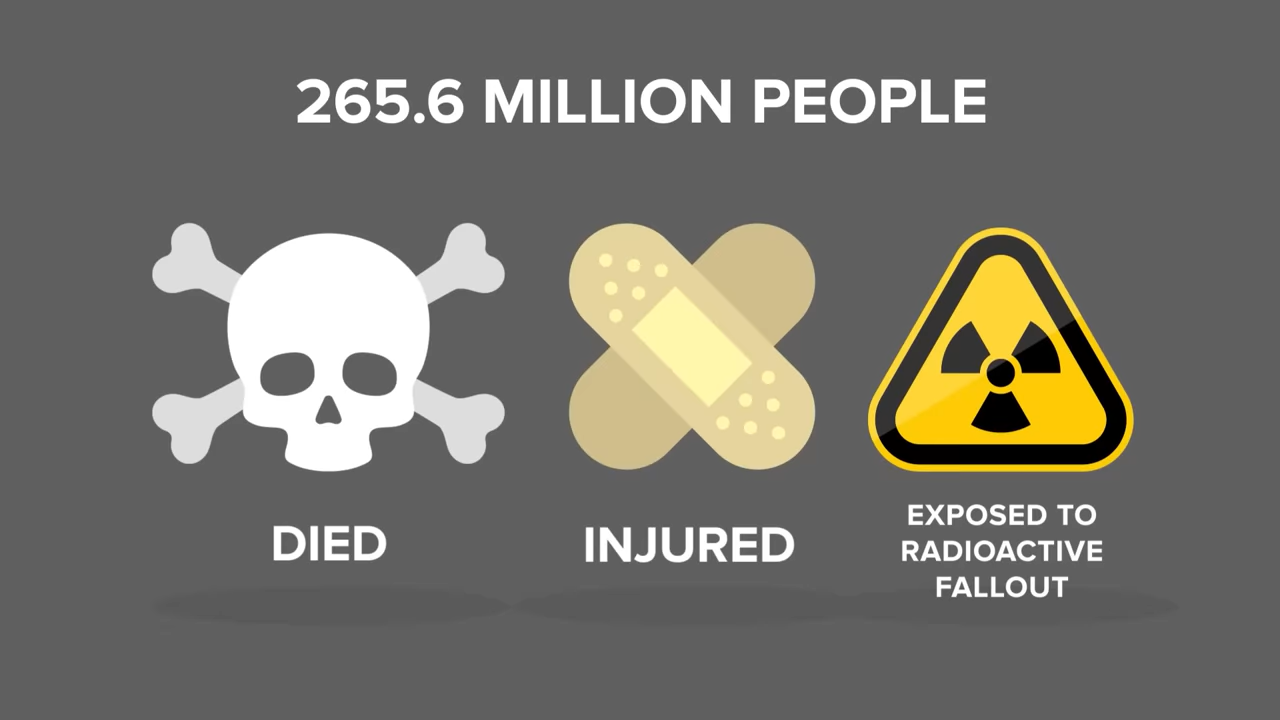 265.6 MILLION PEOPLE
DIED
INJURED
EXPOSED TO
RADIOACTIVE
FALLOUT